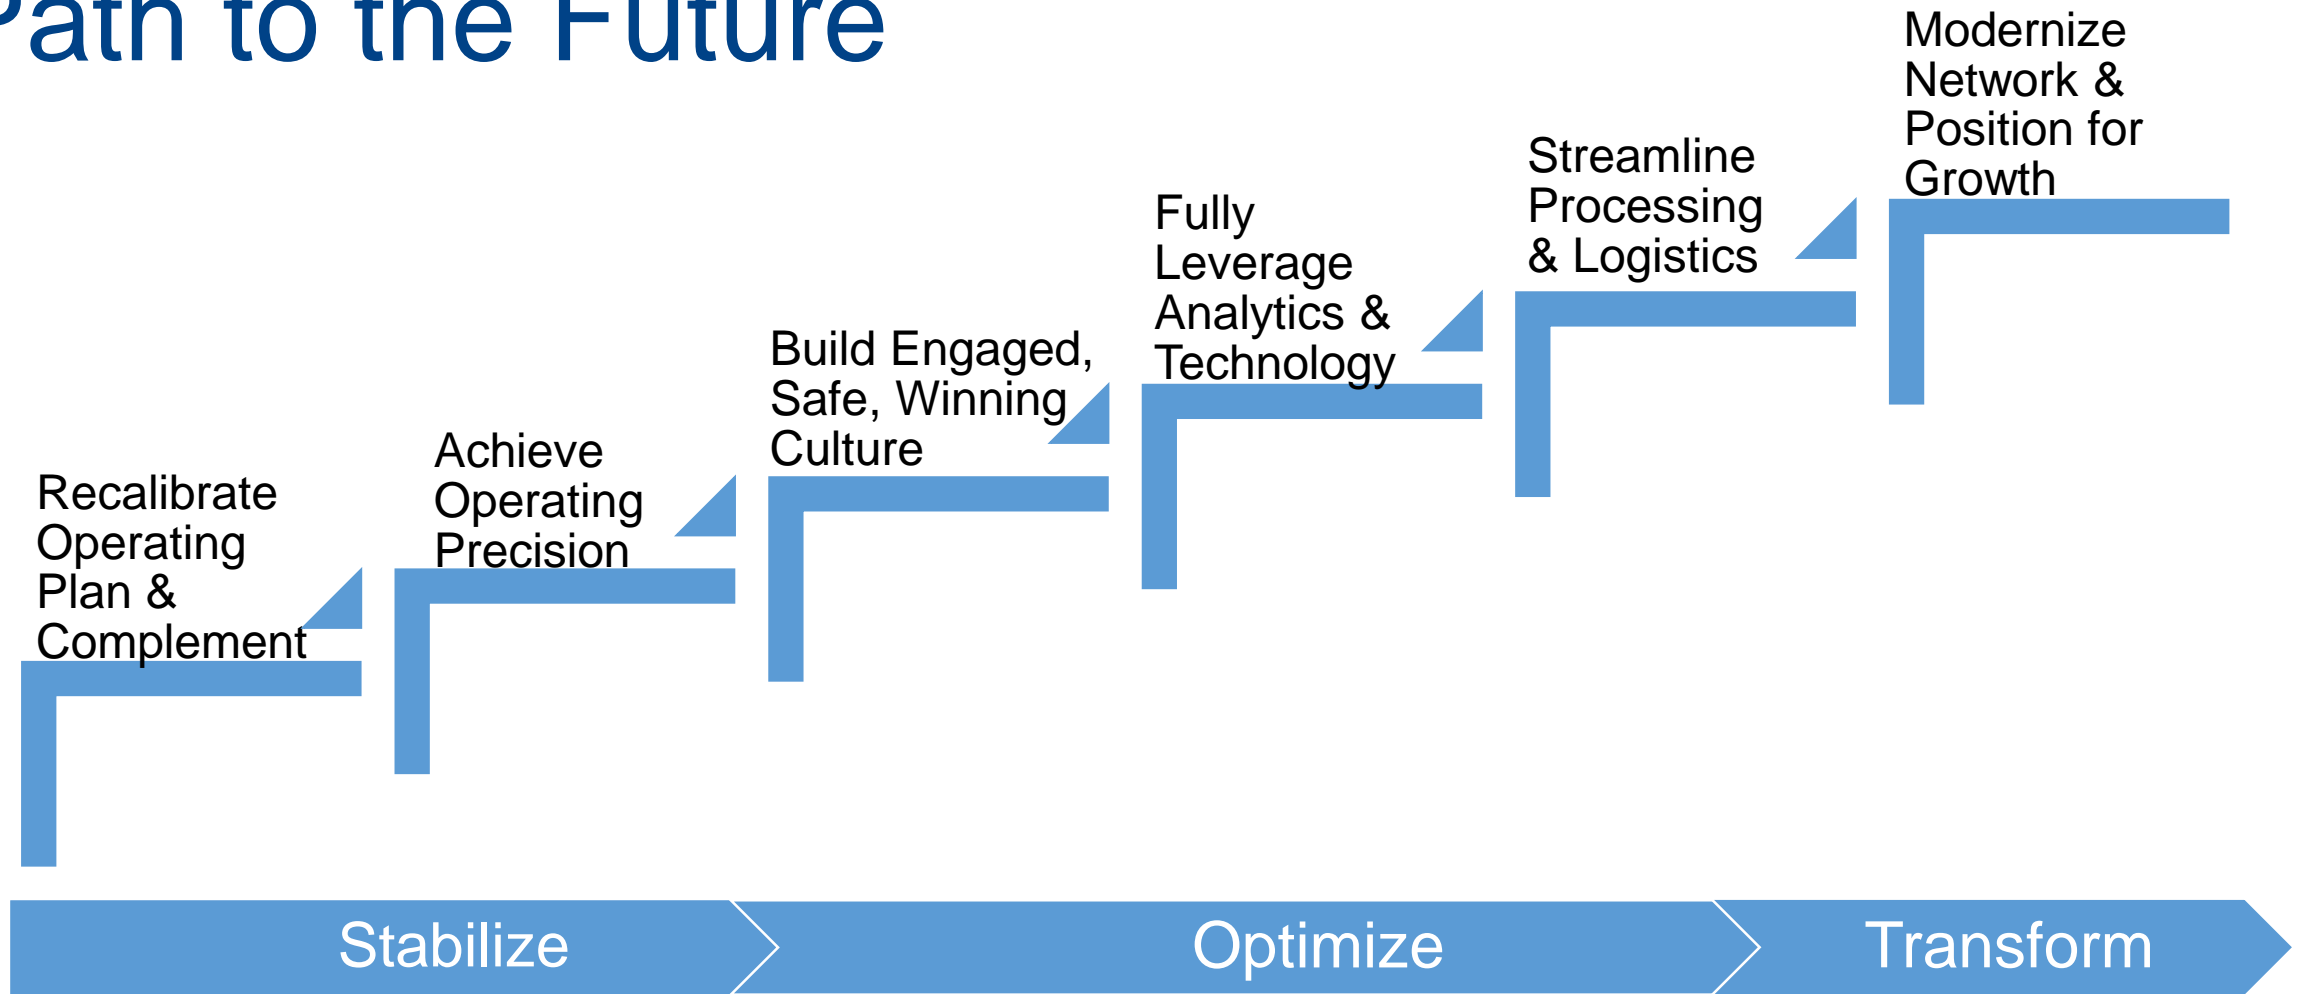 Path to the Future
Recalibrate
Operating
Plan &
Complement
Achieve
Operating
Precision
Build Engaged,
Safe, Winning
Culture
Fully
Leverage
Analytics &
Technology
Streamline
Processing
& Logistics
Modernize
Network &
Position for
Growth
Stabilize
Optimize
Transform